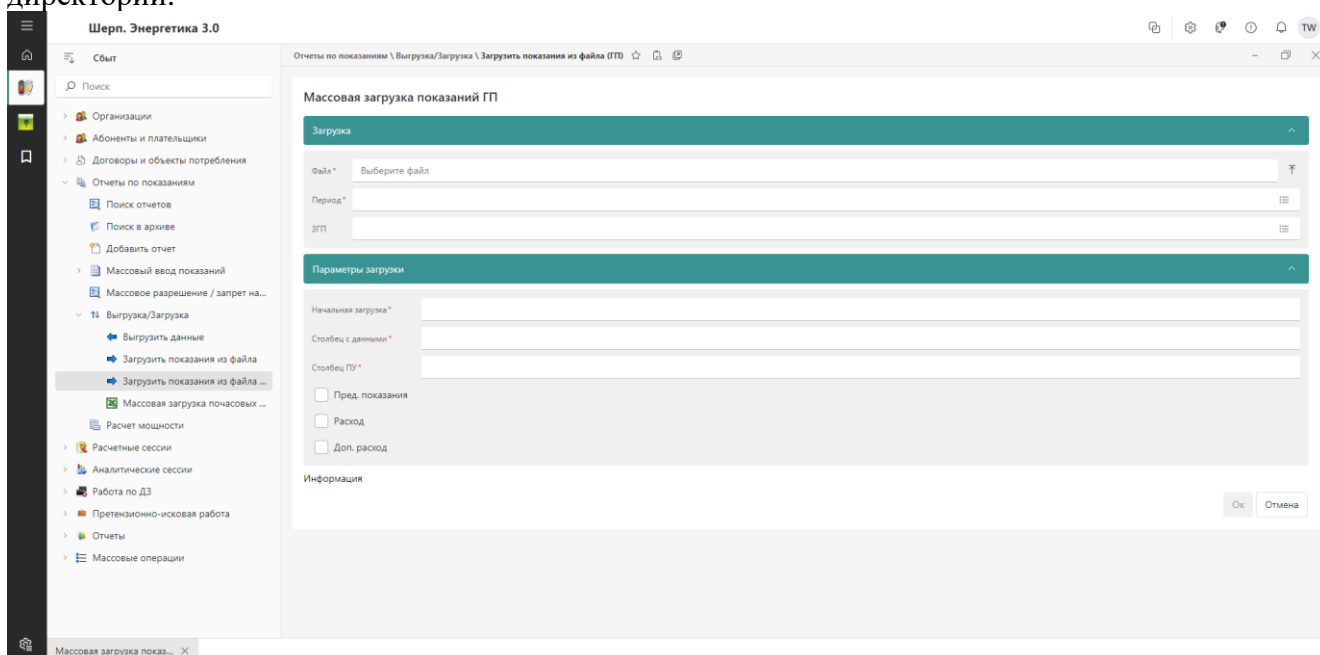 директории.
Шерп. Энергетика 3.0
TW
Сбыт
Отчеты по показаниям \ Выгрузка/Загрузка \ Загрузить показания из файла (ГП)
Поиск
Организации
Абоненты и плательщики
Договоры и объекты потребления
Отчеты по показаниям
Поиск отчетов
Поиск в архиве
Добавить отчет
Массовый ввод показаний
Массовое разрешение / запрет на...
Выгрузка/Загрузка
Выгрузить данные
Загрузить показания из файла
Загрузить показания из файла ...
Массовая загрузка почасовых ...
Расчет мощности
Расчетные сессии
Аналитические сессии
Работа по ДЗ
Претензионно-исковая работа
Отчеты
Массовые операции
Массовая загрузка показаний ГП
Загрузка
Файл* Выберите файл
Период*
ЗГП
Параметры загрузки
Начальная загрузка*
Столбец с данными*
Столбец ПУ*
Пред. показания
Расход
Доп. расход
Информация
Ок Отмена
Массовая загрузка показ...